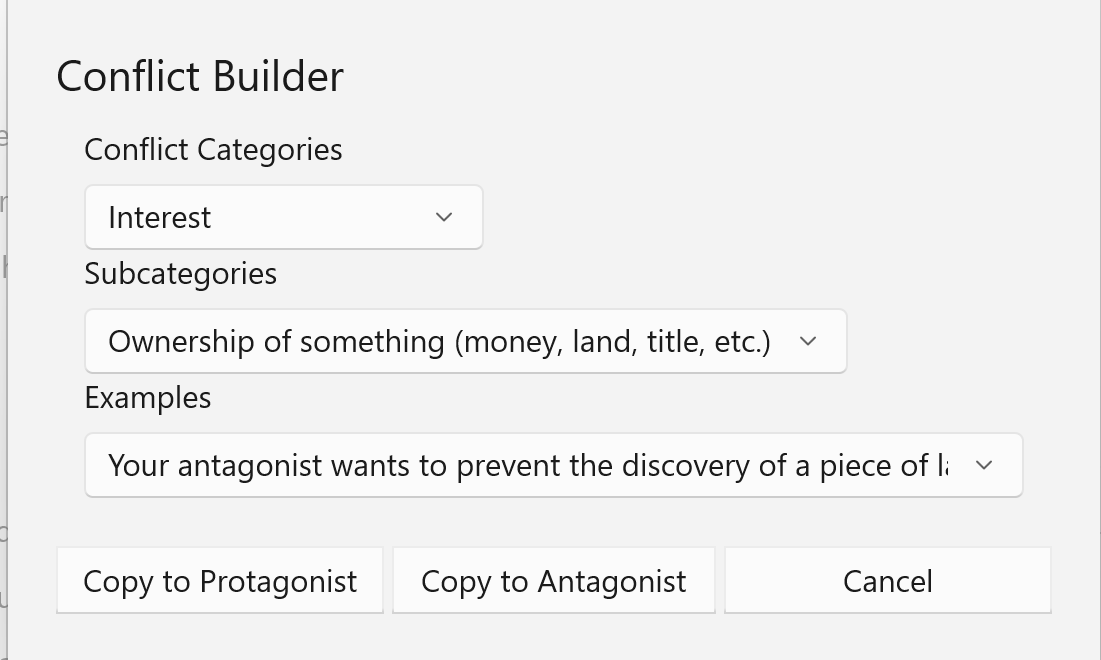 Conflict Builder
Conflict Categories
Interest
Subcategories
Ownership of something (money, land, title, etc.)
Examples
Your antagonist wants to prevent the discovery of a piece of
Copy to Protagonist
Copy to Antagonist
Cancel